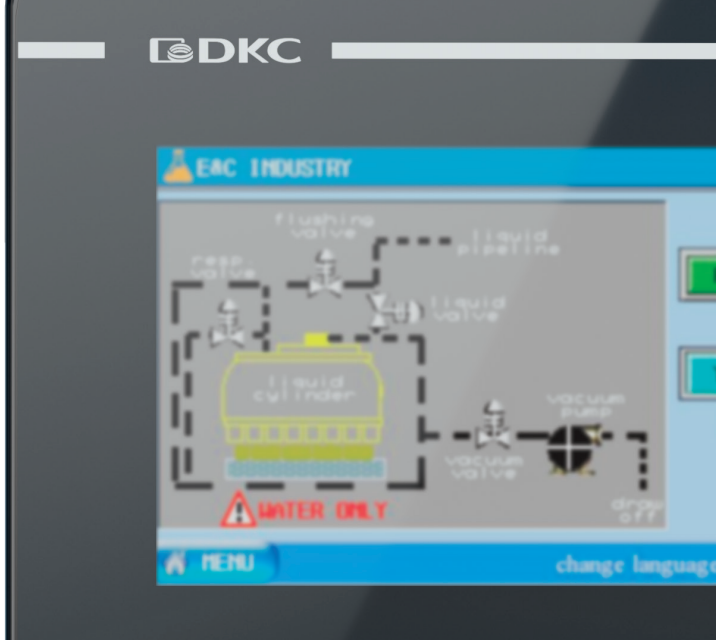 DKC
E&C INDUSTRY
flushing
valve
liquid
pipeline
resp.
valve
liquid
valve
liquid
cylinder
vacuum
pump
vacuum
valve
draw
off
WATER ONLY
MENU
change language